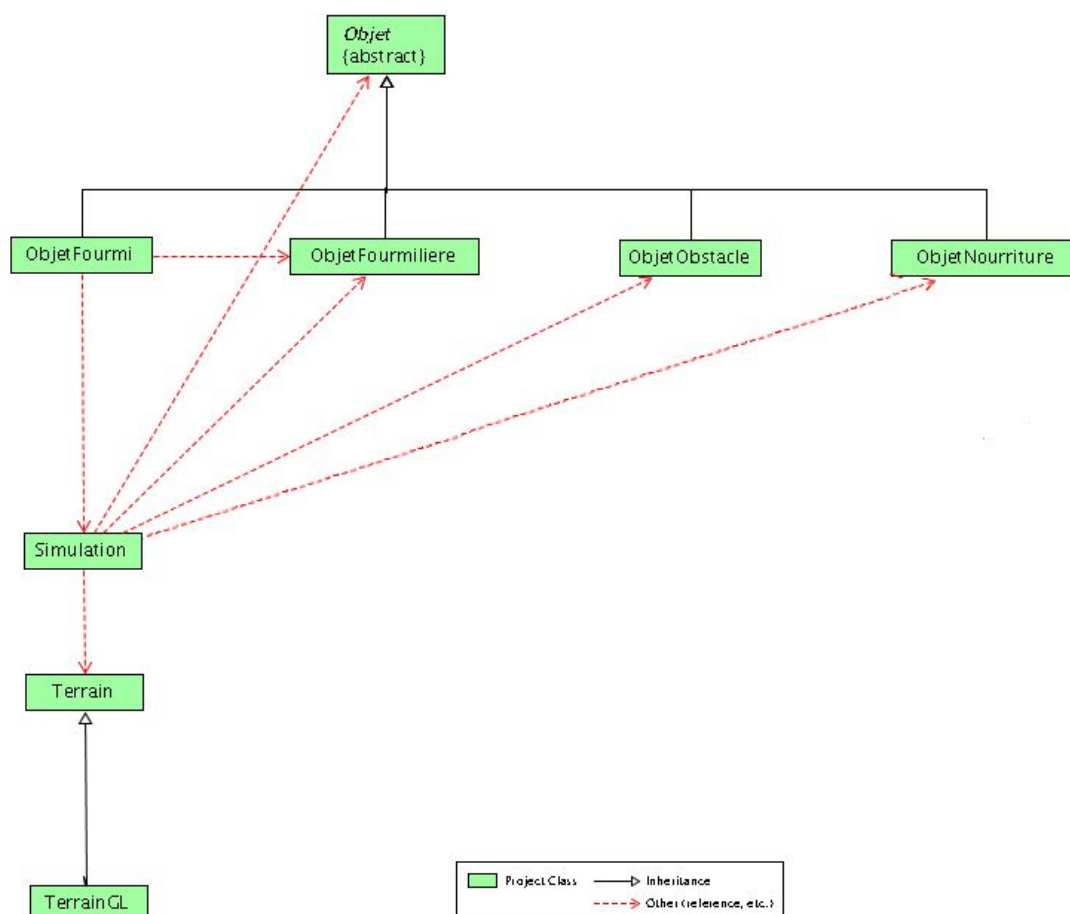 Objet
{abstract}
ObjetFourmi
ObjetFourmiliere
ObjetObstacle
ObjetNourriture
Simulation
Terrain
TerrainGL
Project Class
Inheritance
Other (reference, etc.)